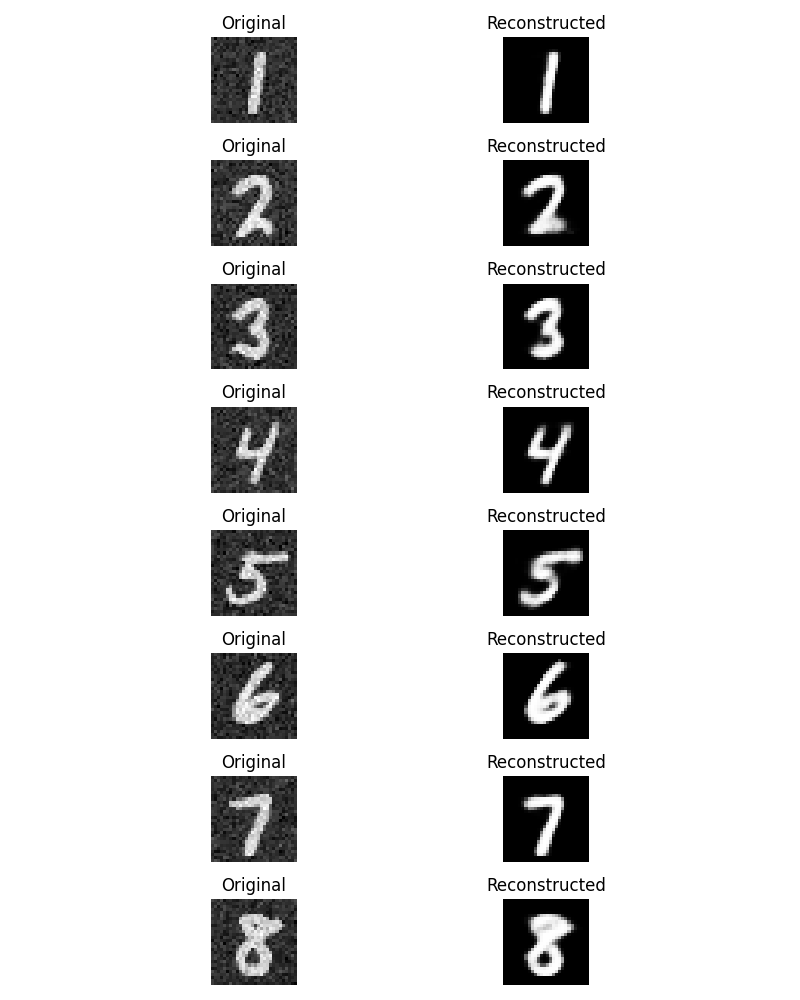 Original Reconstructed
1 1
Original Reconstructed
2 2
Original Reconstructed
3 3
Original Reconstructed
4 4
Original Reconstructed
5 5
Original Reconstructed
6 6
Original Reconstructed
7 7
Original Reconstructed
8 8